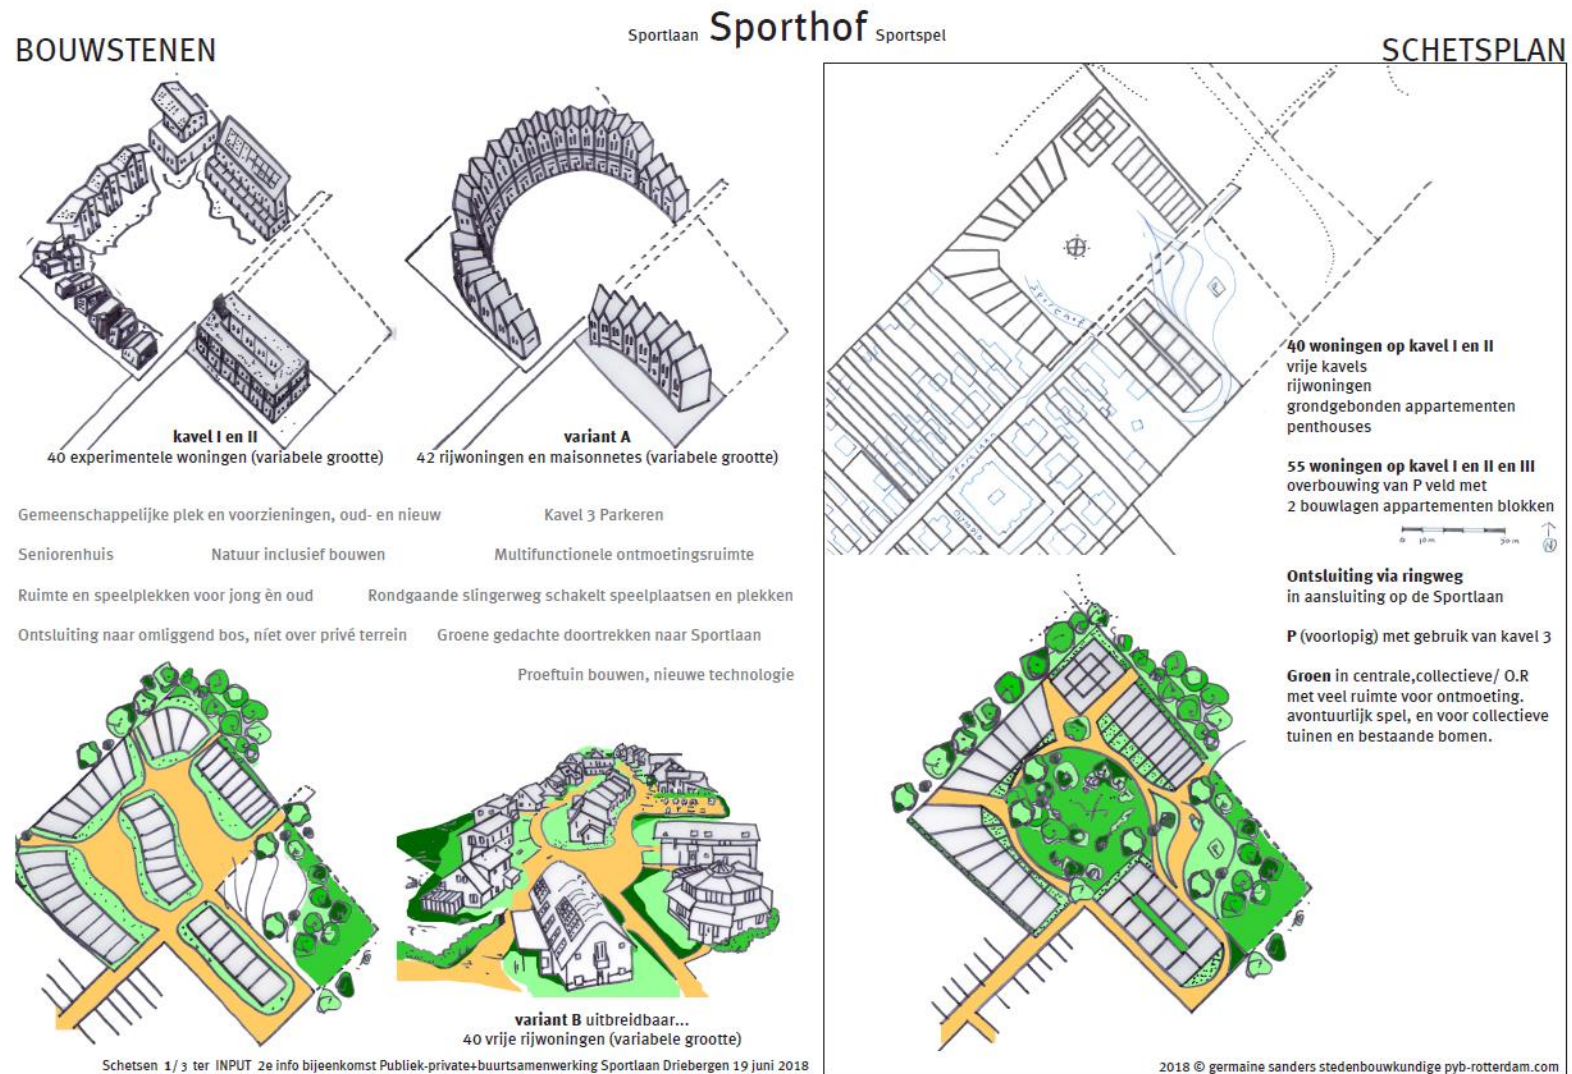 BOUWSTENEN
Sportlaan Sporthof Sportspel
SCHETSPLAN
kavel I en II
40 experimentele woningen (variabele grootte)
variant A
42 rijwoningen en maisonnetes (variabele grootte)
Gemeenschappelijke plek en voorzieningen, oud- en nieuw
Kavel 3 Parkeren
Seniorenhuis
Natuur inclusief bouwen
Multifunctionele ontmoetingsruimte
Ruimte en speelplekken voor jong èn oud
Rondgaande slingerweg schakelt speelplaatsen en plekken
Ontsluiting naar omliggend bos, níet over privé terrein
Groene gedachte doortrekken naar Sportlaan
Proeftuin bouwen, nieuwe technologie
variant B uitbreidbaar...
40 vrije rijwoningen (variabele grootte)
Schetsen 1/3 ter INPUT 2e info bijeenkomst Publiek-private+buurtsamenwerking Sportlaan Driebergen 19 juni 2018
Sporthof
P
Sportlaan
Olympia
40 woningen op kavel I en II
vrije kavels
rijwoningen
grondgebonden appartementen
penthouses
55 woningen op kavel I en II en III
overbouwing van P veld met
2 bouwlagen appartementen blokken
0 10m 50m
N
Ontsluiting via ringweg
in aansluiting op de Sportlaan
P (voorlopig) met gebruik van kavel 3
Groen in centrale,collectieve/ O.R
met veel ruimte voor ontmoeting.
avontuurlijk spel, en voor collectieve
tuinen en bestaande bomen.
P
2018 © germaine sanders stedenbouwkundige pyb-rotterdam.com